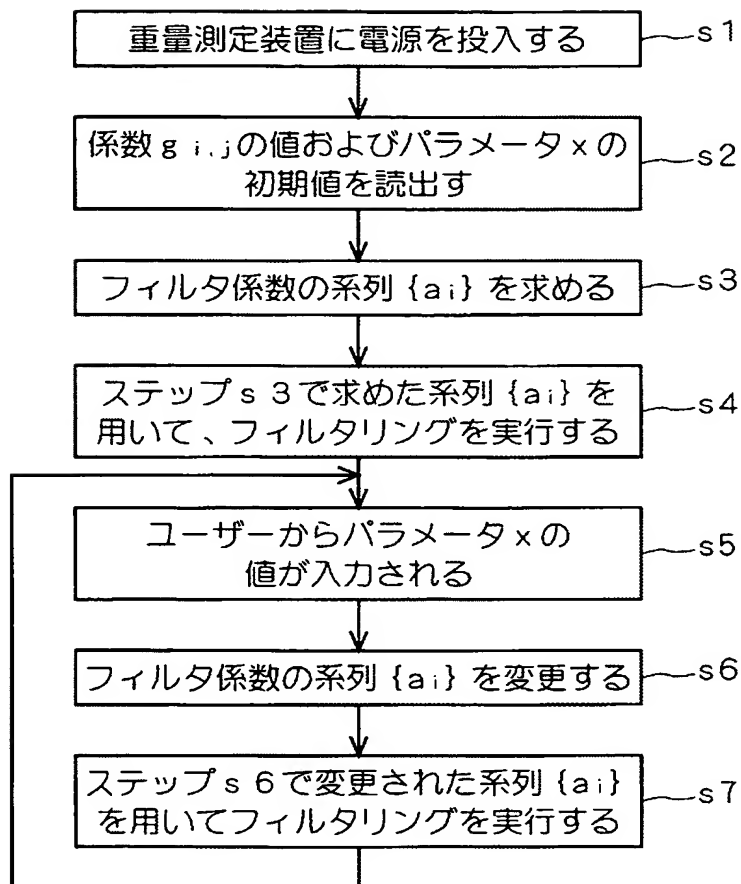 重量測定装置に電源を投入する
s1
係数g i,jの値およびパラメータxの
初期値を読出す
s2
フィルタ係数の系列{ai}を求める
s3
ステップs3で求めた系列{ai}を
用いて、フィルタリングを実行する
s4
ユーザーからパラメータxの
値が入力される
s5
フィルタ係数の系列{ai}を変更する
s6
ステップs6で変更された系列{ai}
を用いてフィルタリングを実行する
s7